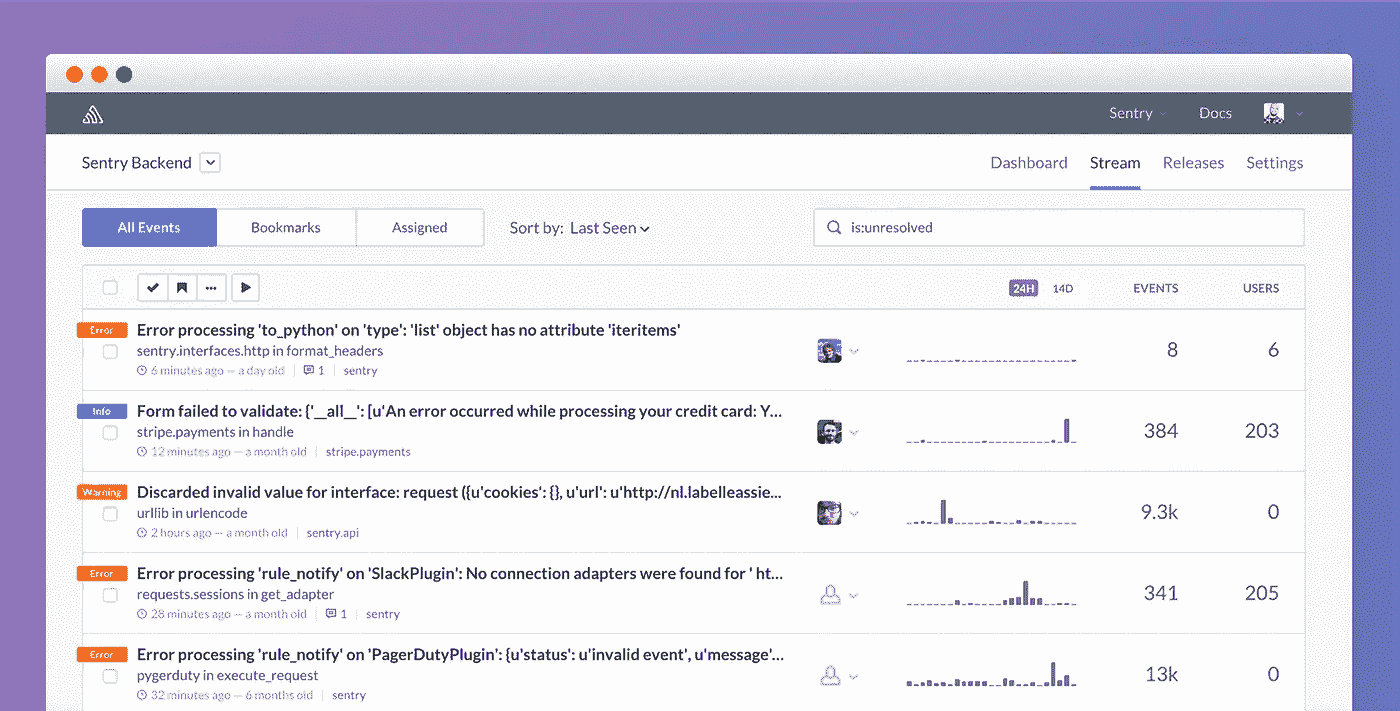 Sentry Docs
Sentry Backend Dashboard Stream Releases Settings
All Events Bookmarks Assigned Sort by: Last Seen is:unresolved
24H 14D EVENTS USERS
Error Error processing 'to_python' on 'type': 'list' object has no attribute 'iteritems'
sentry.interfaces.http in format_headers 8 6
6 minutes ago — a day old 1 sentry
Info Form failed to validate: {'__all__': [u'An error occurred while processing your credit card: Y...
stripe.payments in handle 384 203
12 minutes ago — a month old stripe.payments
Warning Discarded invalid value for interface: request ({u'cookies': {}, u'url': u'http://nl.labelleassie...
urllib in urlencode 9.3k 0
2 hours ago — a month old sentry.api
Error Error processing 'rule_notify' on 'SlackPlugin': No connection adapters were found for ' ht...
requests.sessions in get_adapter 341 205
28 minutes ago — a month old 1 sentry
Error Error processing 'rule_notify' on 'PagerDutyPlugin': {u'status': u'invalid event', u'message'...
pygerduty in execute_request 13k 0
32 minutes ago — 6 months old sentry